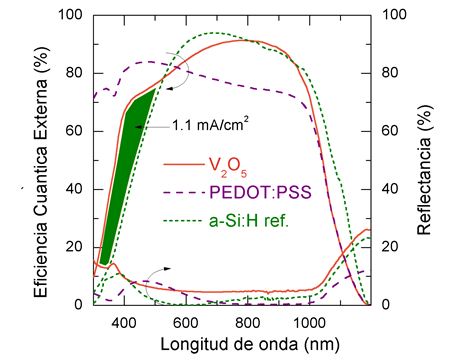 100
80
60
40
20
0
Eficiencia Cuantica Externa (%)
1.1 mA/cm²
V₂O₅
PEDOT:PSS
a-Si:H ref.
100
80
60
40
20
0
Reflectancia (%)
400 600 800 1000
Longitud de onda (nm)